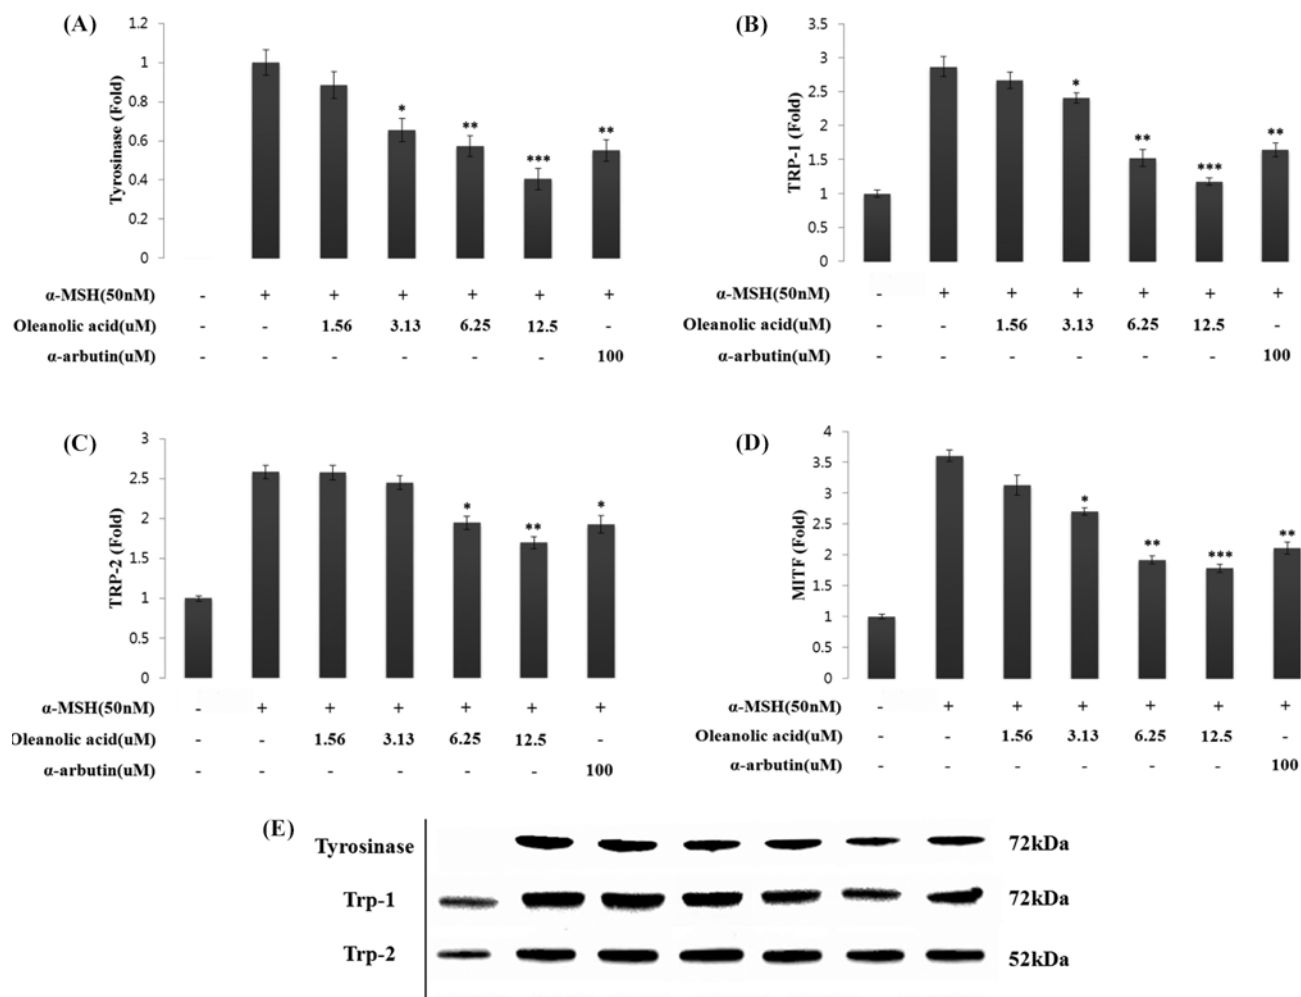 (A)
Tyrosinase (Fold)
1.2
1
0.8
0.6
0.4
0.2
0
* ** *** **
α-MSH(50nM) - + + + + + +
Oleanolic acid(uM) - - 1.56 3.13 6.25 12.5 -
α-arbutin(uM) - - - - - - 100
(B)
TRP-1 (Fold)
3.5
3
2.5
2
1.5
1
0.5
0
* ** *** **
α-MSH(50nM) - + + + + + +
Oleanolic acid(uM) - - 1.56 3.13 6.25 12.5 -
α-arbutin(uM) - - - - - - 100
(C)
TRP-2 (Fold)
3
2.5
2
1.5
1
0.5
0
* ** *
α-MSH(50nM) - + + + + + +
Oleanolic acid(uM) - - 1.56 3.13 6.25 12.5 -
α-arbutin(uM) - - - - - - 100
(D)
MITF (Fold)
4
3.5
3
2.5
2
1.5
1
0.5
0
* ** *** **
α-MSH(50nM) - + + + + + +
Oleanolic acid(uM) - - 1.56 3.13 6.25 12.5 -
α-arbutin(uM) - - - - - - 100
(E)
Tyrosinase 72kDa
Trp-1 72kDa
Trp-2 52kDa